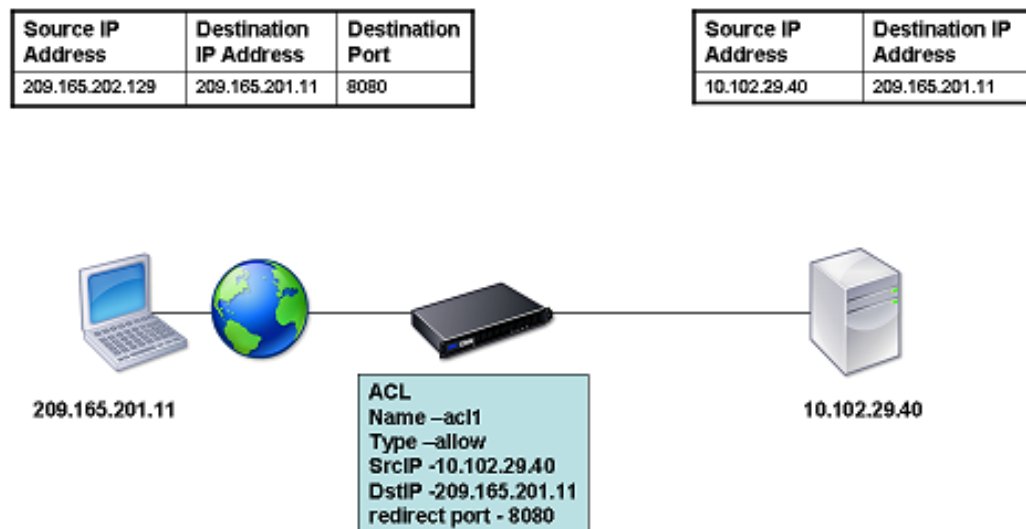 Source IP Address
Destination IP Address
Destination Port
209.165.202.129
209.165.201.11
8080
Source IP Address
Destination IP Address
10.102.29.40
209.165.201.11
209.165.201.11
10.102.29.40
ACL
Name –acl1
Type –allow
SrcIP -10.102.29.40
DstIP -209.165.201.11
redirect port - 8080